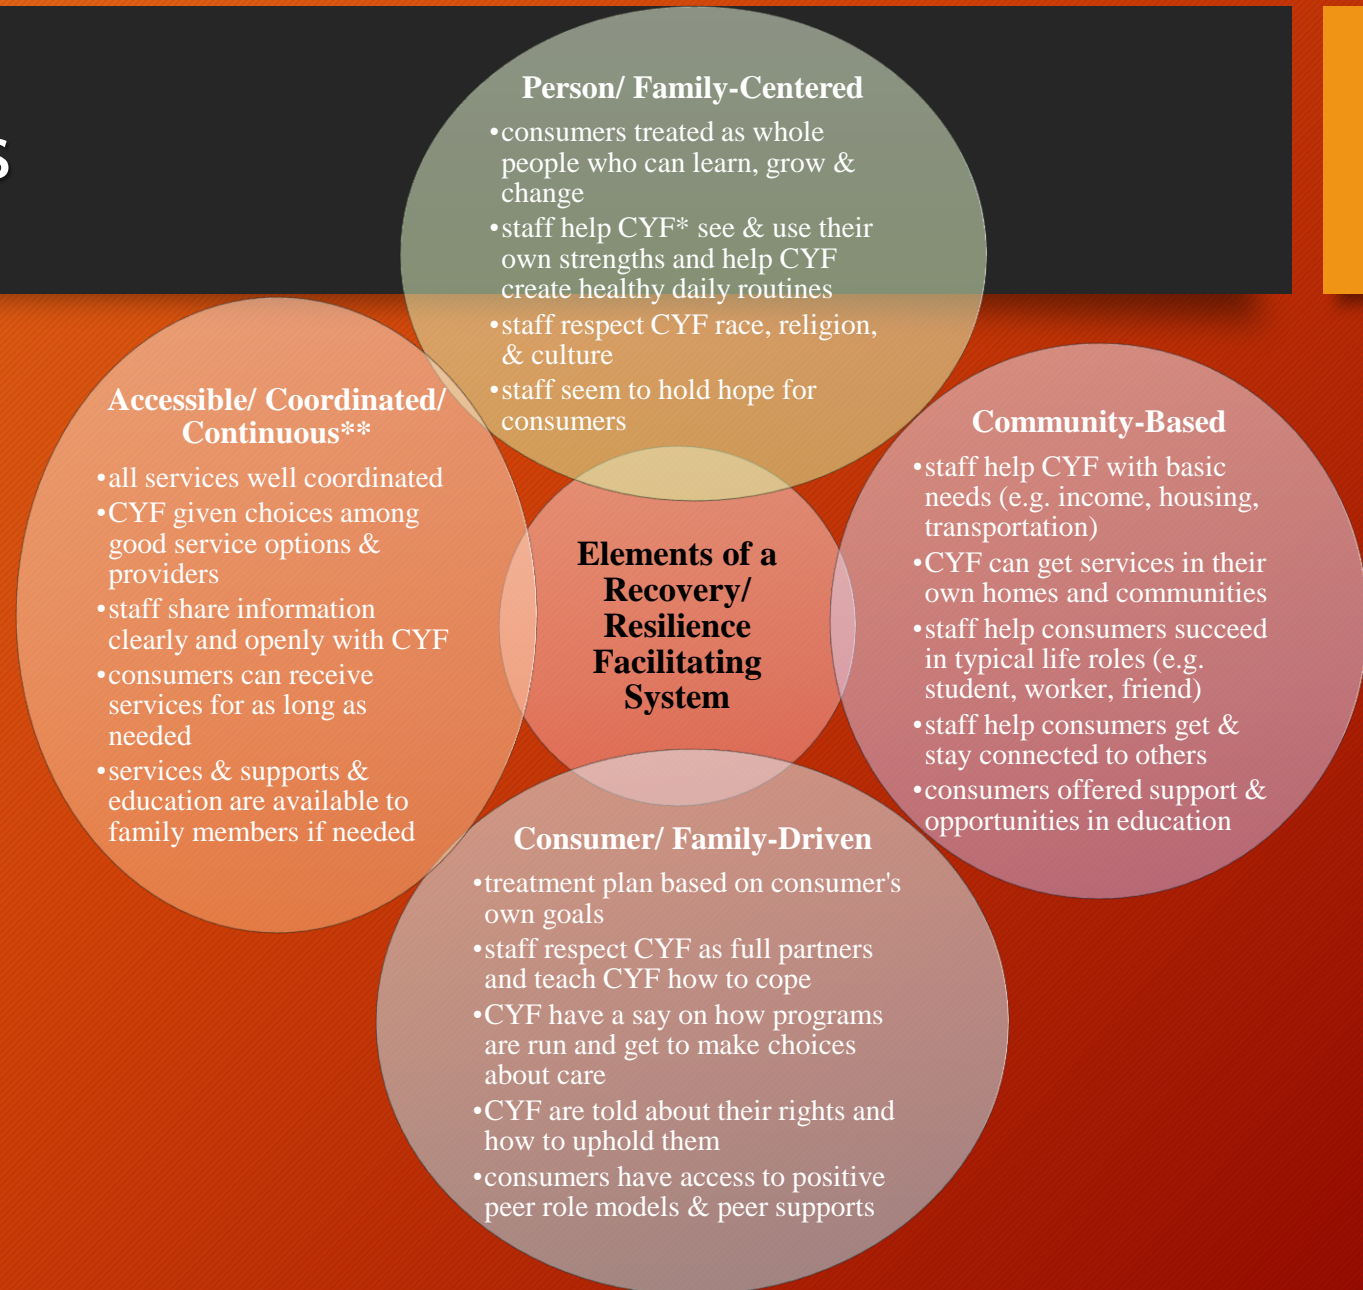 s
Person/ Family-Centered
•consumers treated as whole
people who can learn, grow &
change
•staff help CYF* see & use their
own strengths and help CYF
create healthy daily routines
•staff respect CYF race, religion,
& culture
•staff seem to hold hope for
consumers
Accessible/ Coordinated/
Continuous**
•all services well coordinated
•CYF given choices among
good service options &
providers
•staff share information
clearly and openly with CYF
•consumers can receive
services for as long as
needed
•services & supports &
education are available to
family members if needed
Elements of a
Recovery/
Resilience
Facilitating
System
Community-Based
•staff help CYF with basic
needs (e.g. income, housing,
transportation)
•CYF can get services in their
own homes and communities
•staff help consumers succeed
in typical life roles (e.g.
student, worker, friend)
•staff help consumers get &
stay connected to others
•consumers offered support &
opportunities in education
Consumer/ Family-Driven
•treatment plan based on consumer's
own goals
•staff respect CYF as full partners
and teach CYF how to cope
•CYF have a say on how programs
are run and get to make choices
about care
•CYF are told about their rights and
how to uphold them
•consumers have access to positive
peer role models & peer supports